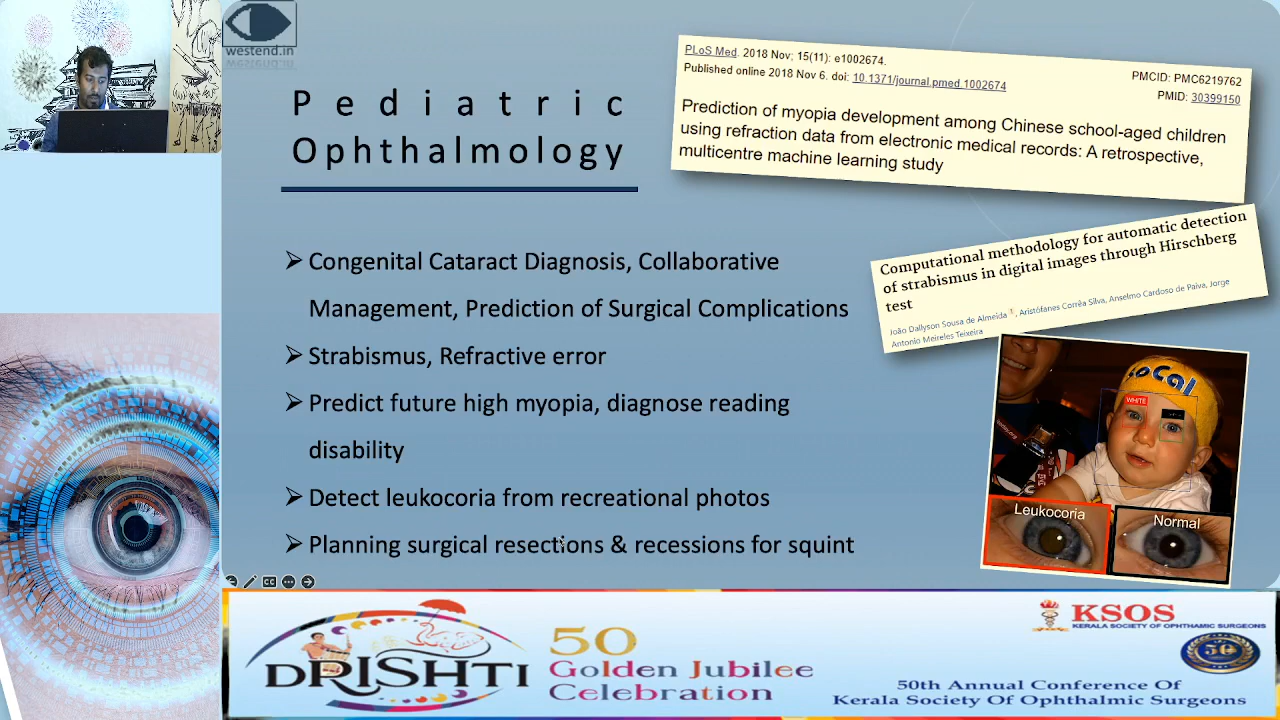 westend.in
Pediatric
Ophthalmology
Congenital Cataract Diagnosis, Collaborative
Management, Prediction of Surgical Complications
Strabismus, Refractive error
Predict future high myopia, diagnose reading
disability
Detect leukocoria from recreational photos
Planning surgical resections & recessions for squint
PLoS Med. 2018 Nov; 15(11): e1002674.
Published online 2018 Nov 6. doi: 10.1371/journal.pmed.1002674
PMCID: PMC6219762
PMID: 30399150
Prediction of myopia development among Chinese school-aged children
using refraction data from electronic medical records: A retrospective,
multicentre machine learning study
Computational methodology for automatic detection
of strabismus in digital images through Hirschberg
test
João Dallyson Sousa de Almeida, Aristófanes Corrêa Silva, Anselmo Cardoso de Paiva, Jorge
Antonio Meireles Teixeira
LoCal
WHITE
Leukocoria
Normal
CC
DRISHTI
50
Golden Jubilee
Celebration
KSOS
KERALA SOCIETY OF OPHTHAMIC SURGEONS
50
50th Annual Conference Of
Kerala Society Of Ophthalmic Surgeons